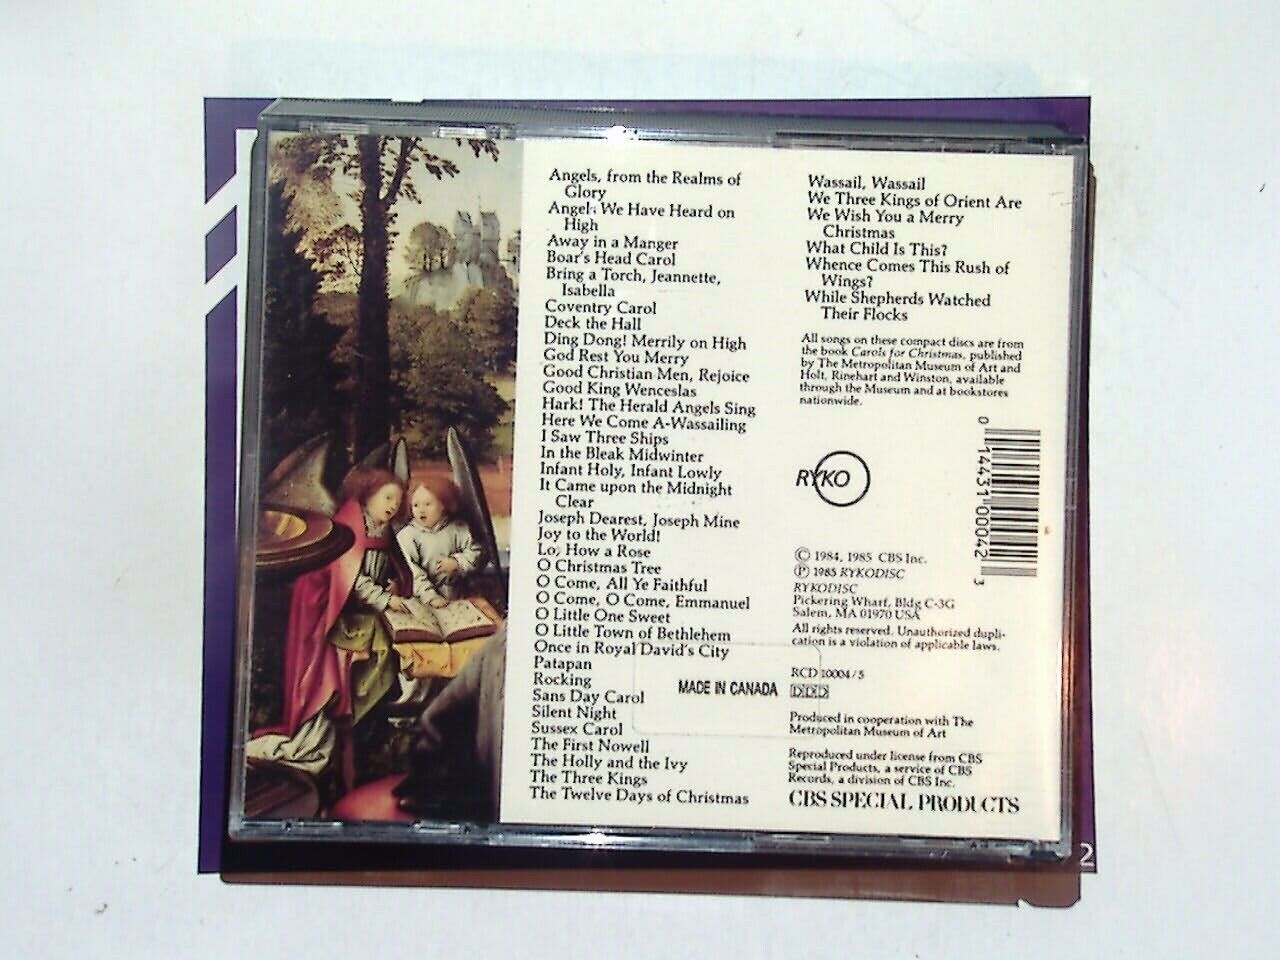 Angels, from the Realms of
Glory
Angels We Have Heard on
High
Away in a Manger
Boar's Head Carol
Bring a Torch, Jeannette,
Isabella
Coventry Carol
Deck the Hall
Ding Dong! Merrily on High
God Rest You Merry
Good Christian Men, Rejoice
Good King Wenceslas
Hark! The Herald Angels Sing
Here We Come A-Wassailing
I Saw Three Ships
In the Bleak Midwinter
Infant Holy, Infant Lowly
It Came upon the Midnight
Clear
Joseph Dearest, Joseph Mine
Joy to the World!
Lo, How a Rose
O Christmas Tree
O Come, All Ye Faithful
O Come, O Come, Emmanuel
O Little One Sweet
O Little Town of Bethlehem
Once in Royal David's City
Patapan
Rocking
Sans Day Carol
Silent Night
Sussex Carol
The First Nowell
The Holly and the Ivy
The Three Kings
The Twelve Days of Christmas
MADE IN CANADA
Wassail, Wassail
We Three Kings of Orient Are
We Wish You a Merry
Christmas
What Child Is This?
Whence Comes This Rush of
Wings?
While Shepherds Watched
Their Flocks
All songs on these compact discs are from
the book Carols for Christmas, published
by The Metropolitan Museum of Art and
Holt, Rinehart and Winston, available
through the Museum and at bookstores
nationwide.
RYKO
0 14431 00042 3
© 1984, 1985 CBS Inc.
℗ 1985 RYKODISC
RYKODISC
Pickering Wharf, Bldg C-3G
Salem, MA 01970 USA
All rights reserved. Unauthorized dupli-
cation is a violation of applicable laws.
RCD 10004/5
DDD
Produced in cooperation with The
Metropolitan Museum of Art
Reproduced under license from CBS
Special Products, a service of CBS
Records, a division of CBS Inc.
CBS SPECIAL PRODUCTS
2